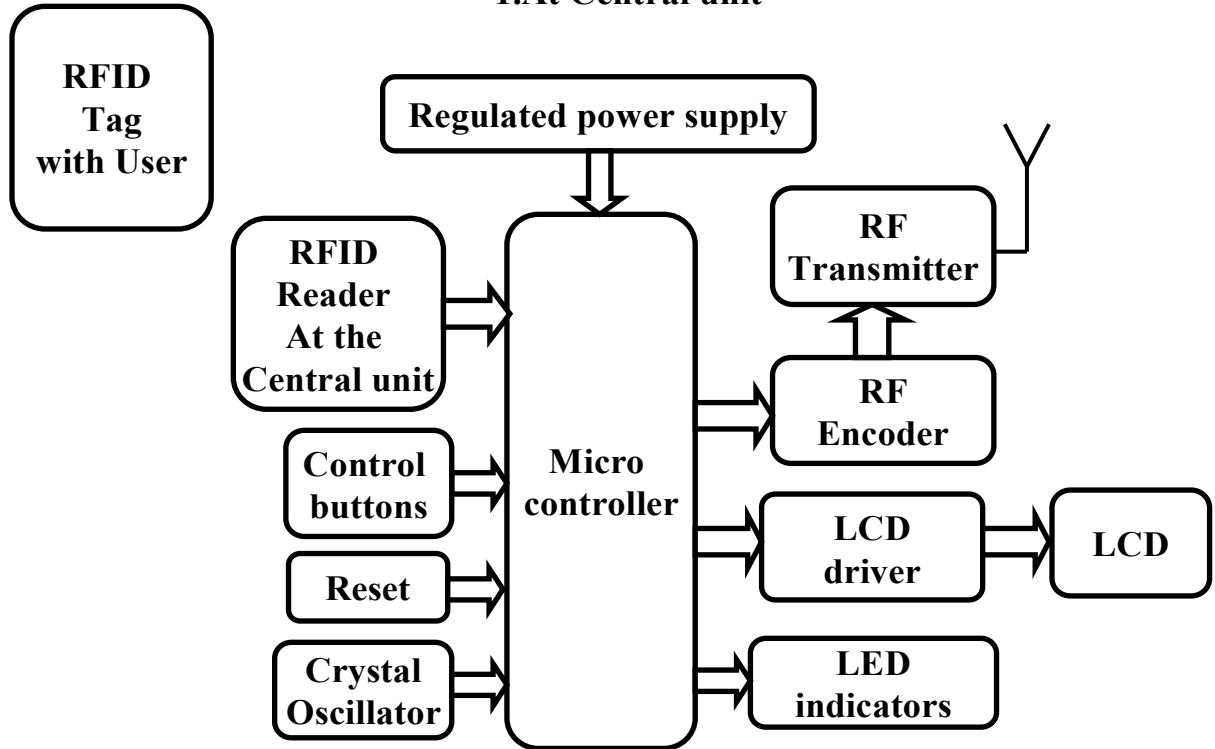 1.At Central unit
RFID
Tag
with User
Regulated power supply
RF
Transmitter
RFID
Reader
At the
Central unit
RF
Encoder
Control
buttons
Micro
controller
LCD
driver
LCD
Reset
Crystal
Oscillator
LED
indicators